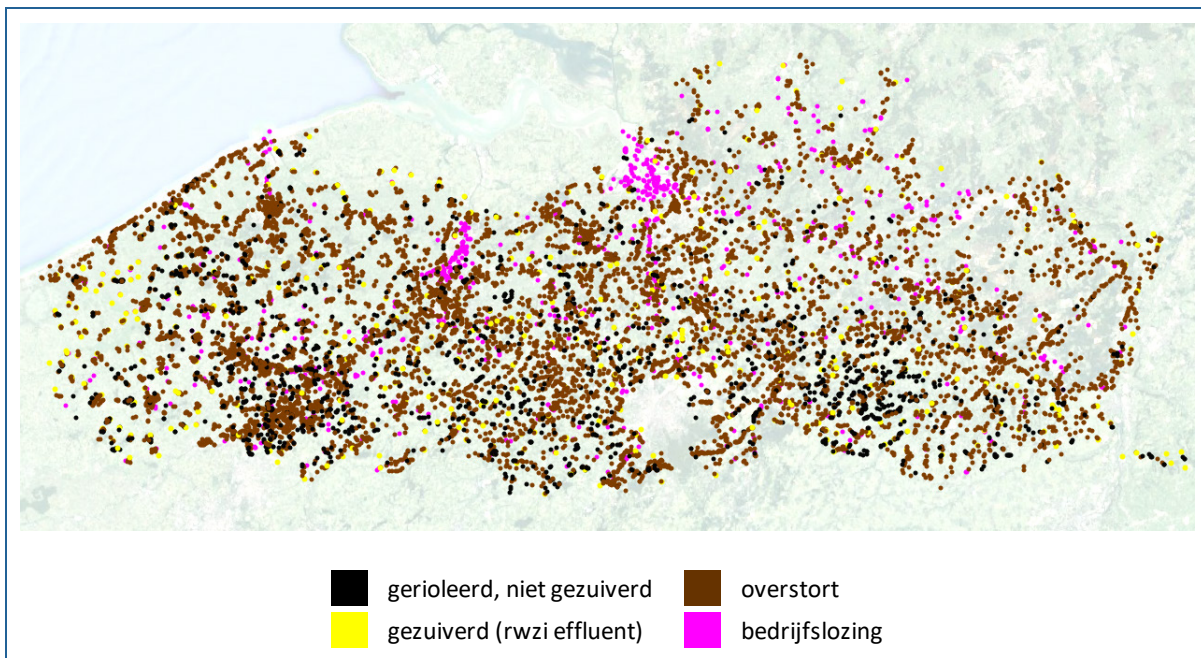 gerioleerd, niet gezuiverd
overstort
gezuiverd (rwzi effluent)
bedrijfslozing